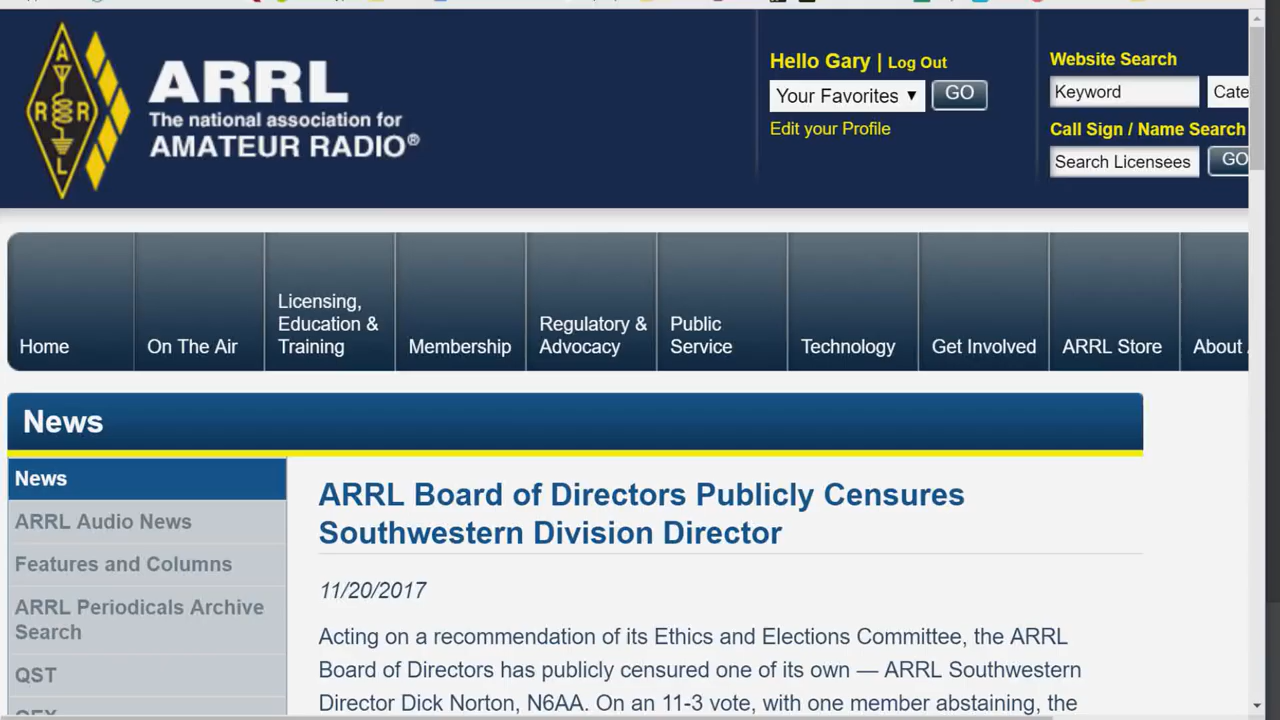 A
R R
L
ARRL
The national association for
AMATEUR RADIO®
Hello Gary | Log Out
Your Favorites ▼ GO
Edit your Profile
Website Search
Keyword Cate
Call Sign / Name Search
Search Licensees GO
Home
On The Air
Licensing,
Education &
Training
Membership
Regulatory &
Advocacy
Public
Service
Technology
Get Involved
ARRL Store
About
News
News
ARRL Audio News
Features and Columns
ARRL Periodicals Archive
Search
QST
QEX
ARRL Board of Directors Publicly Censures
Southwestern Division Director
11/20/2017
Acting on a recommendation of its Ethics and Elections Committee, the ARRL
Board of Directors has publicly censured one of its own — ARRL Southwestern
Director Dick Norton, N6AA. On an 11-3 vote, with one member abstaining, the